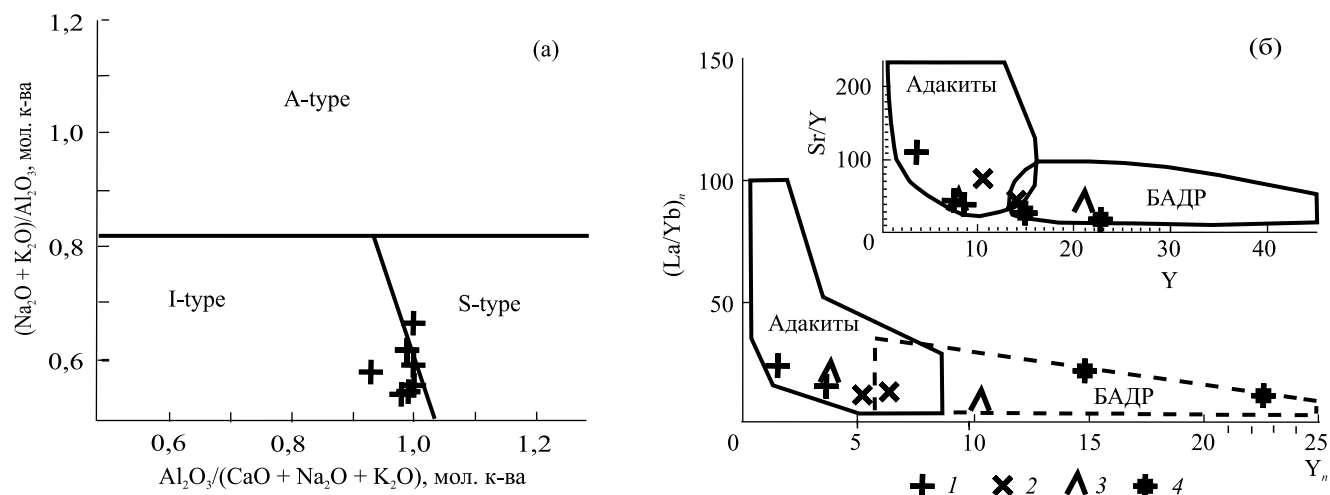 (а)
(Na₂O + K₂O)/Al₂O₃, мол. к-ва
1,2
1,0
0,8
0,6
A-type
I-type
S-type
0,6 0,8 1,0 1,2
Al₂O₃/(CaO + Na₂O + K₂O), мол. к-ва
(б)
(La/Yb)ₙ
150
100
50
0
Адакиты
БАДР
5 10 15 20 25
Yₙ
Sr/Y
200
100
0
Адакиты
БАДР
10 20 30 40
Y
1 2 3 4